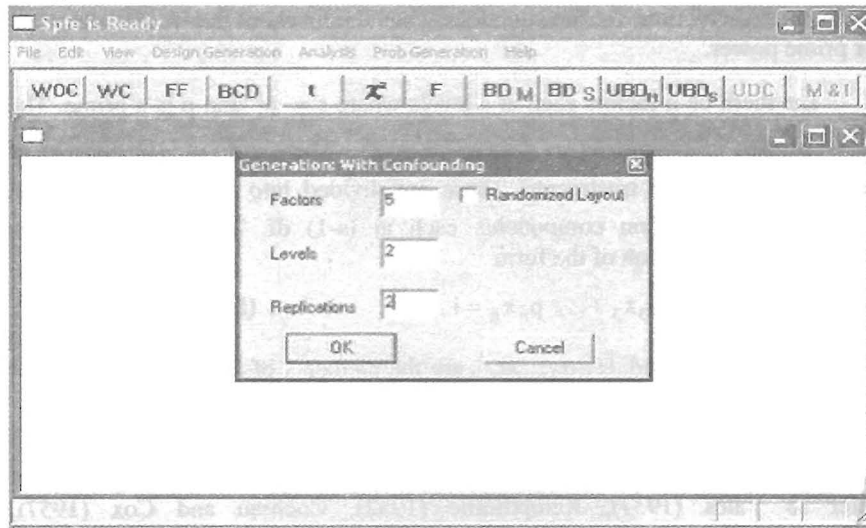 Spfe is Ready
File Edit View Design Generation Analysis Prob Generation Help
WOC WC FF BCD t χ² F BD M BD S UBD M UBD S UDC M & I
Generation: With Confounding
Factors 5 Randomized Layout
Levels 2
Replications 2
OK Cancel